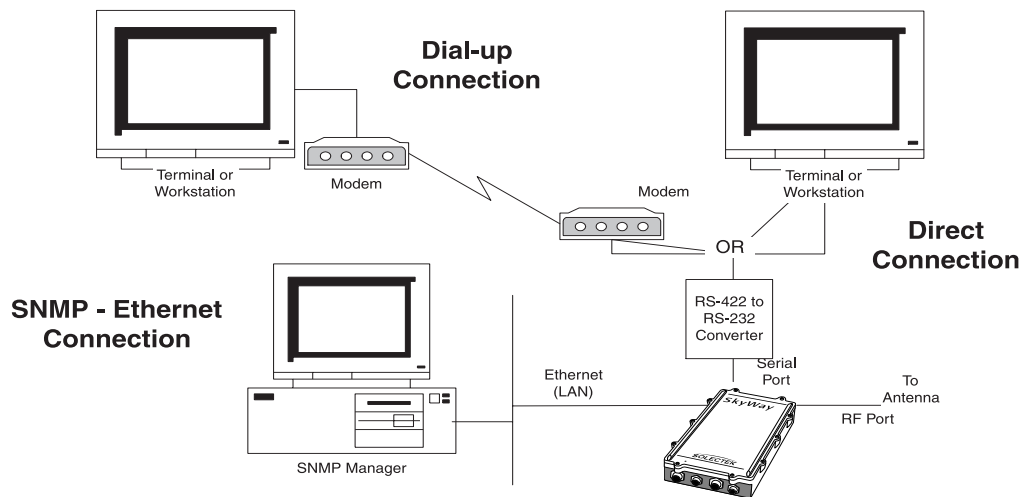 Dial-up
Connection
Terminal or
Workstation
Modem
Modem
Terminal or
Workstation
OR
Direct
Connection
RS-422 to
RS-232
Converter
SNMP - Ethernet
Connection
Serial
Port
Ethernet
(LAN)
To
Antenna
RF Port
SkyWay
SOLECTEK
SNMP Manager